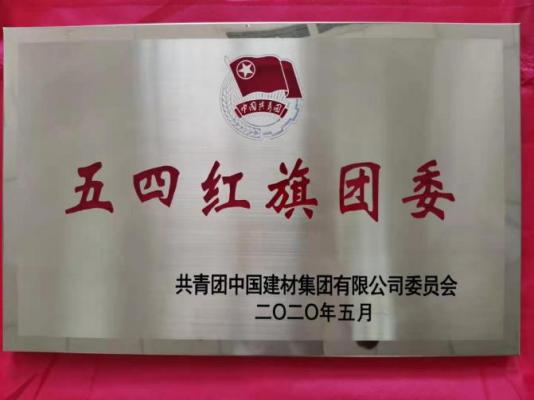 中国共青团
五四红旗团委
共青团中国建材集团有限公司委员会
二〇二〇年五月